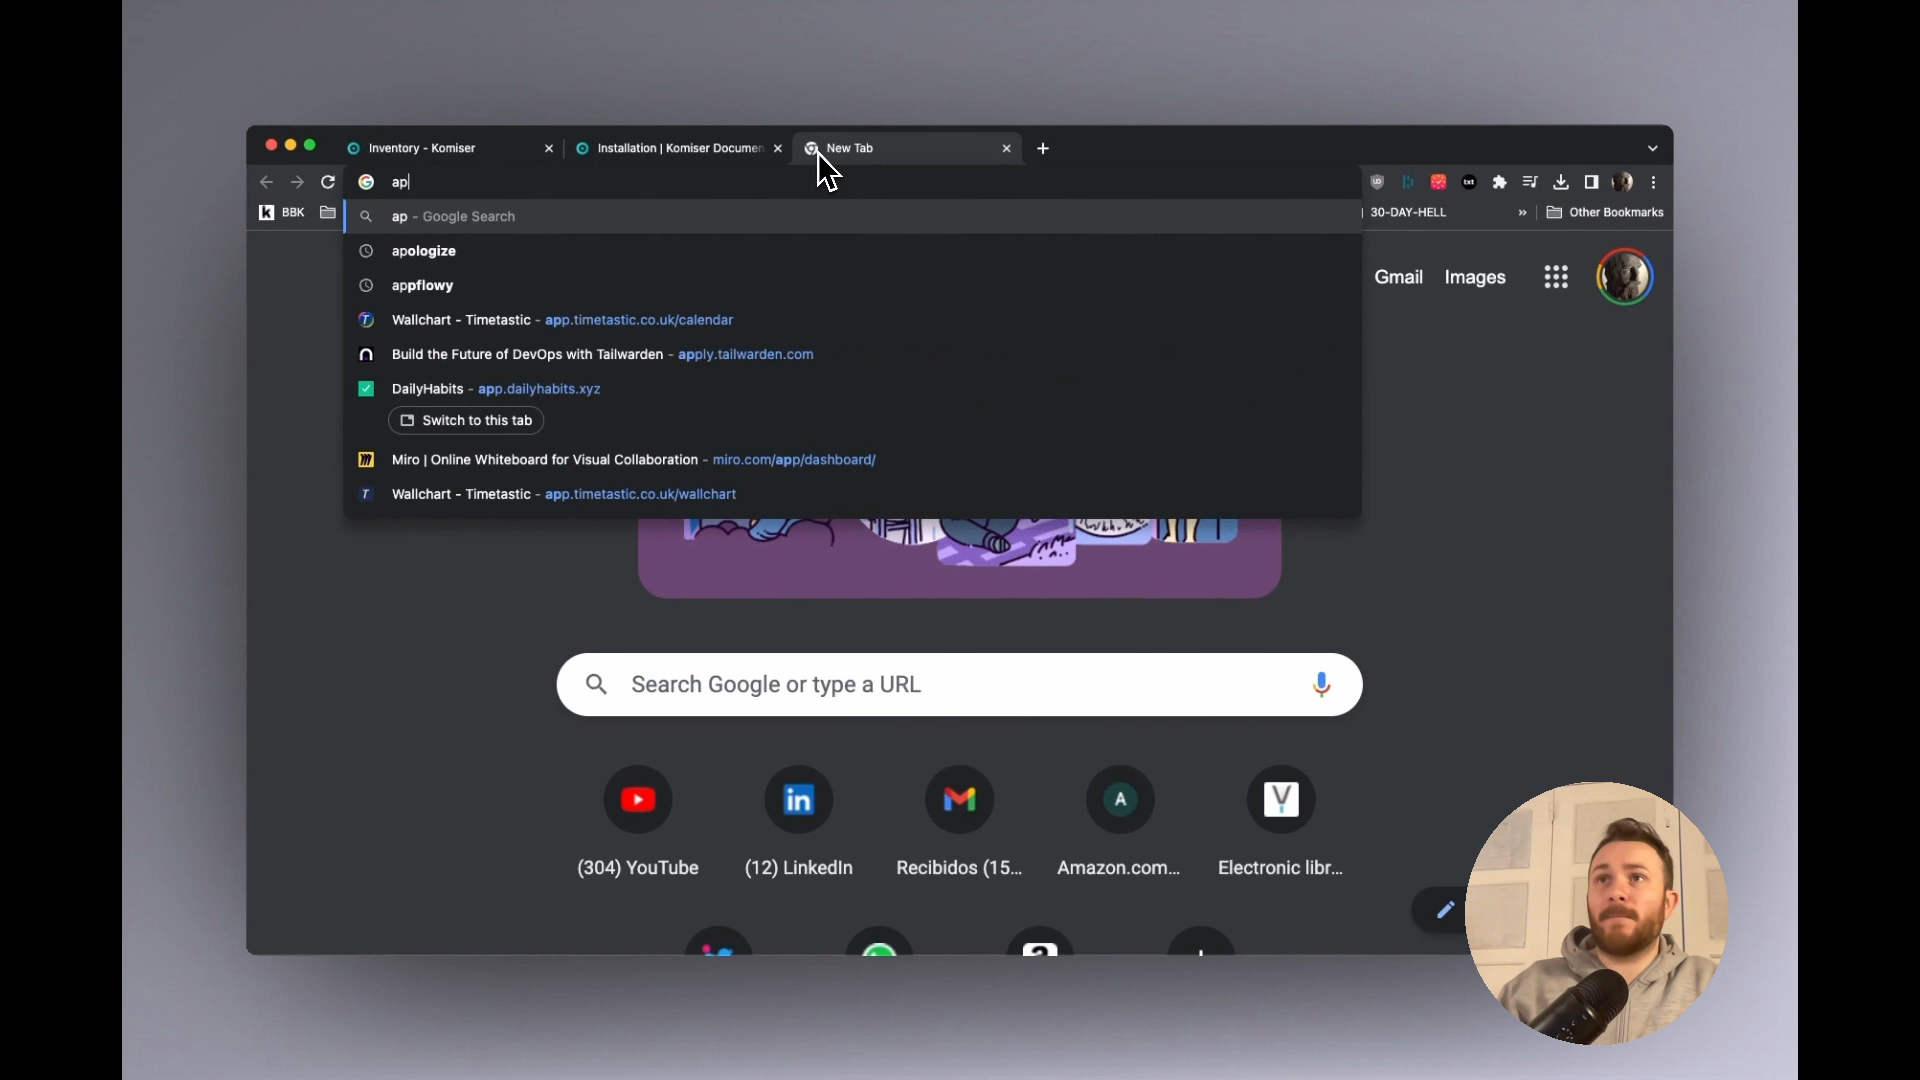 Inventory - Komiser
Installation | Komiser Documen
New Tab
ap
BBK
30-DAY-HELL
»
Other Bookmarks
ap - Google Search
apologize
appflowy
Wallchart - Timetastic - app.timetastic.co.uk/calendar
Build the Future of DevOps with Tailwarden - apply.tailwarden.com
DailyHabits - app.dailyhabits.xyz
Switch to this tab
Miro | Online Whiteboard for Visual Collaboration - miro.com/app/dashboard/
Wallchart - Timetastic - app.timetastic.co.uk/wallchart
Gmail Images
Search Google or type a URL
A
(304) YouTube
(12) LinkedIn
Recibidos (15...
Amazon.com...
Electronic libr...